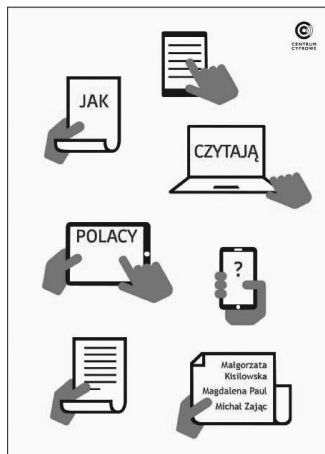 CENTRUM
CYFROWE
JAK
CZYTAJĄ
POLACY
?
Małgorzata
Kisilowska
Magdalena Paul
Michał Zając